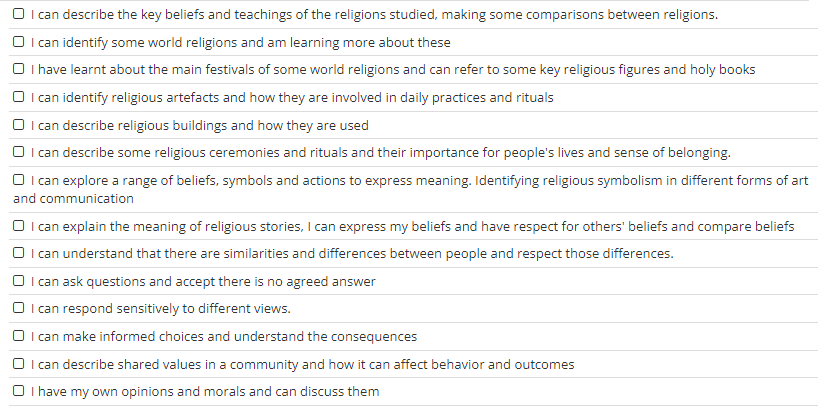 I can describe the key beliefs and teachings of the religions studied, making some comparisons between religions.
I can identify some world religions and am learning more about these
I have learnt about the main festivals of some world religions and can refer to some key religious figures and holy books
I can identify religious artefacts and how they are involved in daily practices and rituals
I can describe religious buildings and how they are used
I can describe some religious ceremonies and rituals and their importance for people's lives and sense of belonging.
I can explore a range of beliefs, symbols and actions to express meaning. Identifying religious symbolism in different forms of art
and communication
I can explain the meaning of religious stories, I can express my beliefs and have respect for others' beliefs and compare beliefs
I can understand that there are similarities and differences between people and respect those differences.
I can ask questions and accept there is no agreed answer
I can respond sensitively to different views.
I can make informed choices and understand the consequences
I can describe shared values in a community and how it can affect behavior and outcomes
I have my own opinions and morals and can discuss them